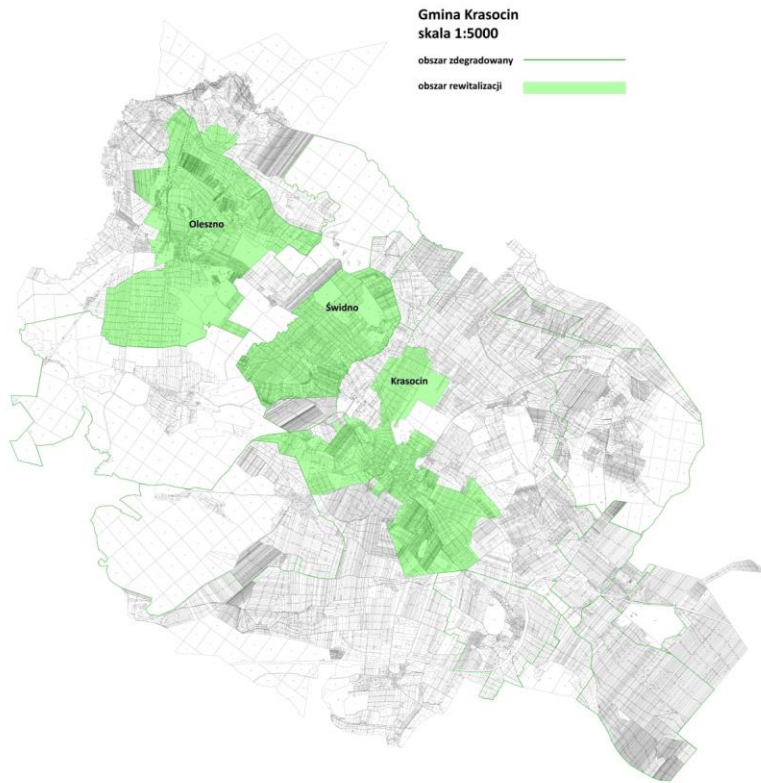 Gmina Krasocin
skala 1:5000
obszar zdegradowany
obszar rewitalizacji
Oleszno
Świdno
Krasocin